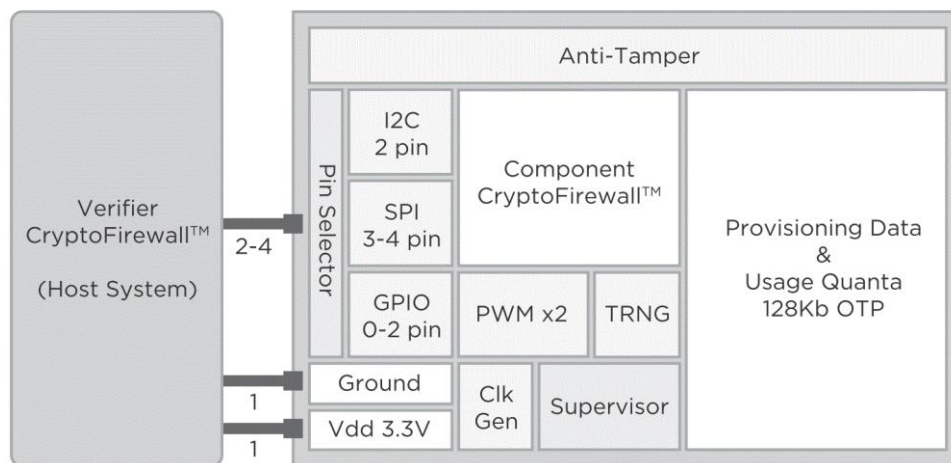 Anti-Tamper
Verifier
CryptoFirewall™
(Host System)
2-4
1
1
Pin Selector
I2C
2 pin
SPI
3-4 pin
GPIO
0-2 pin
Ground
Vdd 3.3V
Component
CryptoFirewall™
PWM x2
TRNG
Clk
Gen
Supervisor
Provisioning Data
&
Usage Quanta
128Kb OTP